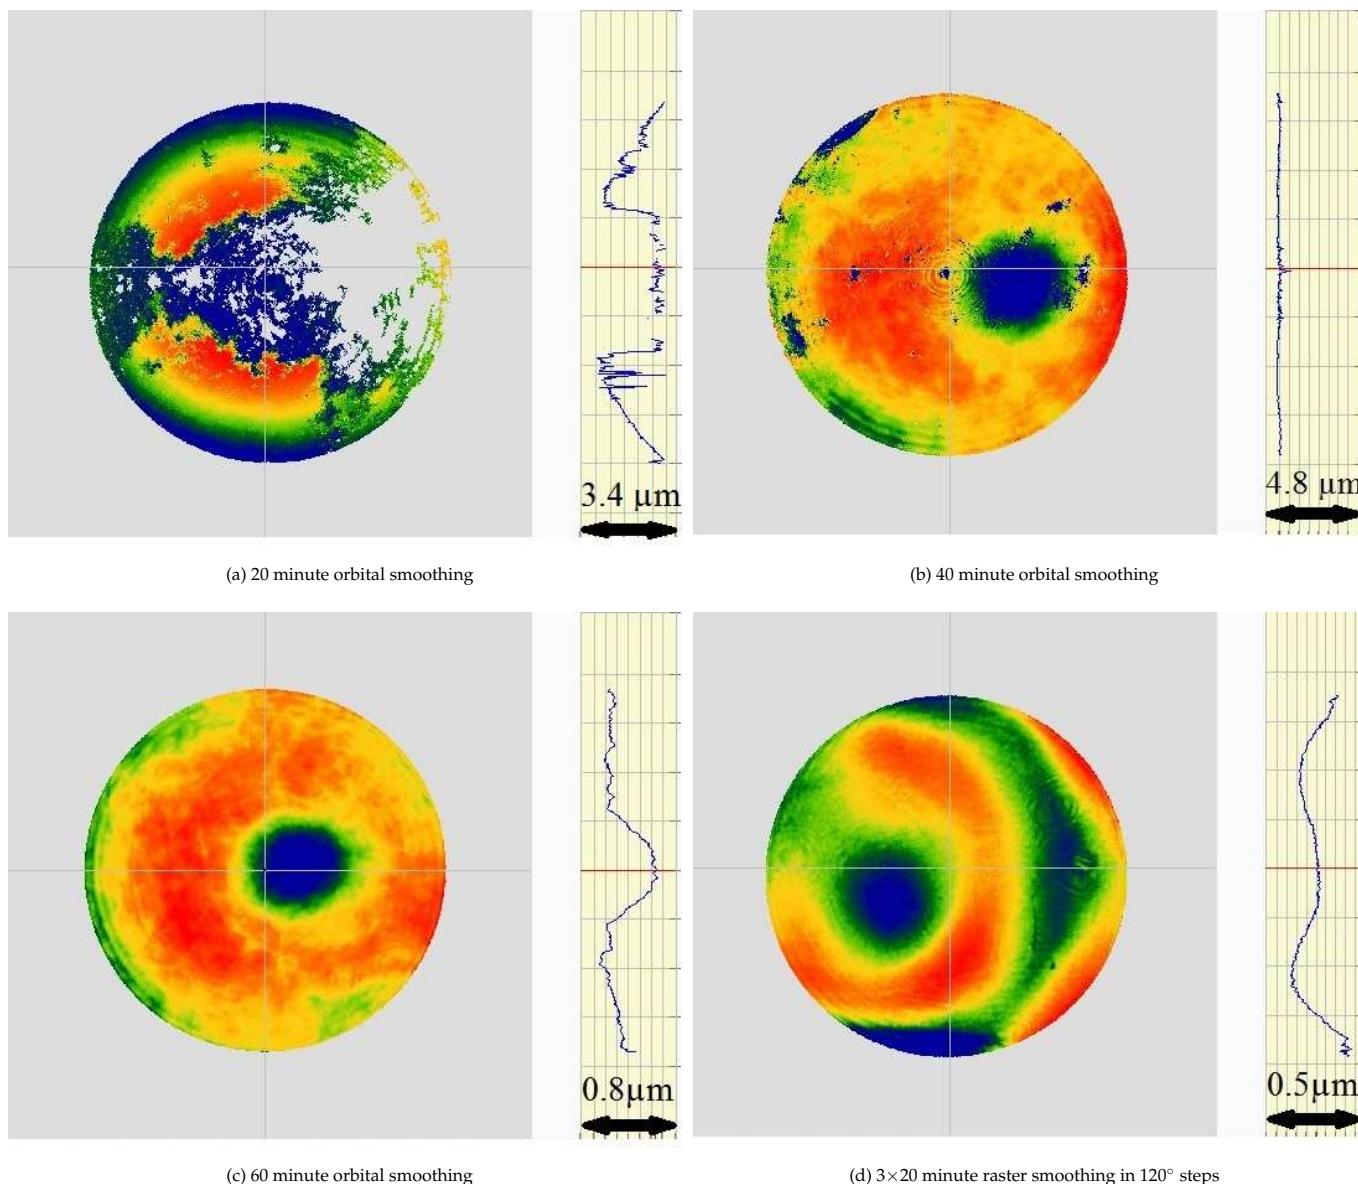 3.4 µm
4.8 µm
(a) 20 minute orbital smoothing
(b) 40 minute orbital smoothing
0.8µm
0.5µm
(c) 60 minute orbital smoothing
(d) 3×20 minute raster smoothing in 120° steps